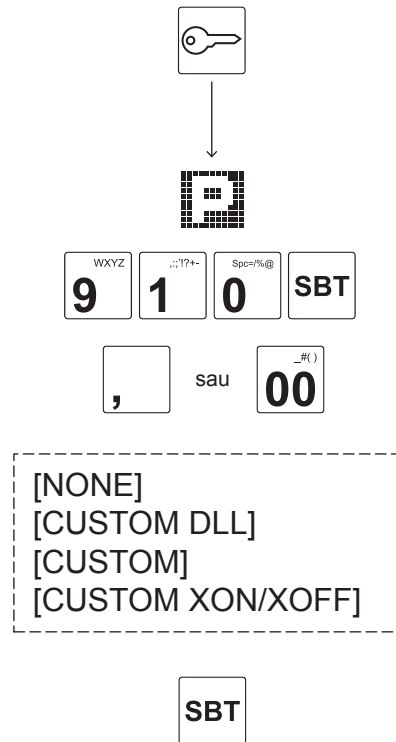 P
WXYZ ,:;'!?+- Spc=/%@
9 1 0 SBT
_#( )
, sau 00
[NONE]
[CUSTOM DLL]
[CUSTOM]
[CUSTOM XON/XOFF]
SBT